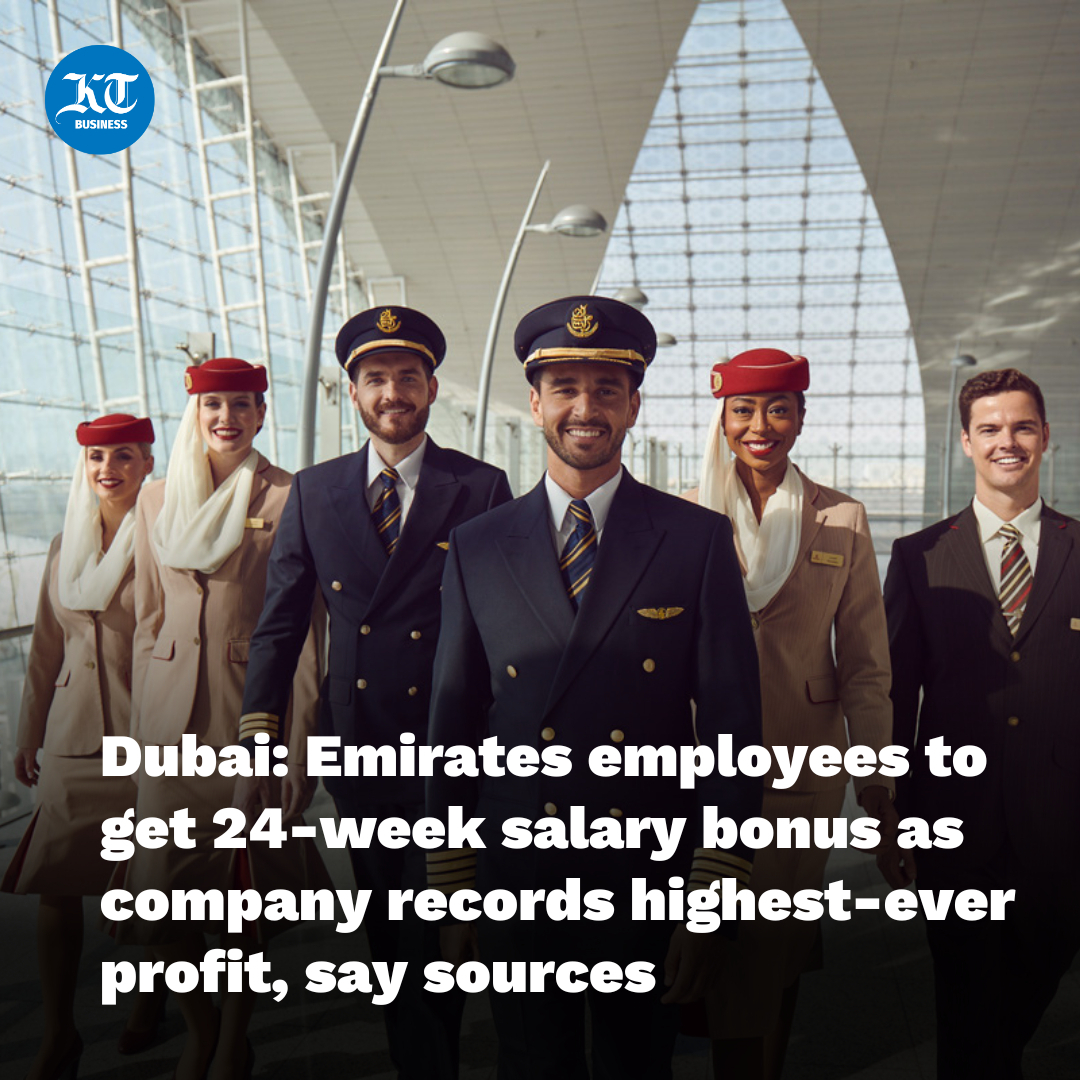 KT
BUSINESS
Dubai: Emirates employees to
get 24-week salary bonus as
company records highest-ever
profit, say sources